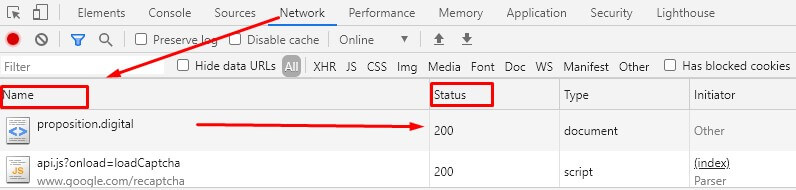 Elements Console Sources Network Performance Memory Application Security Lighthouse
Preserve log Disable cache Online
Filter Hide data URLs All XHR JS CSS Img Media Font Doc WS Manifest Other Has blocked cookies
Name Status Type Initiator
proposition.digital 200 document Other
api.js?onload=loadCaptcha 200 script (index)
www.google.com/recaptcha Parser